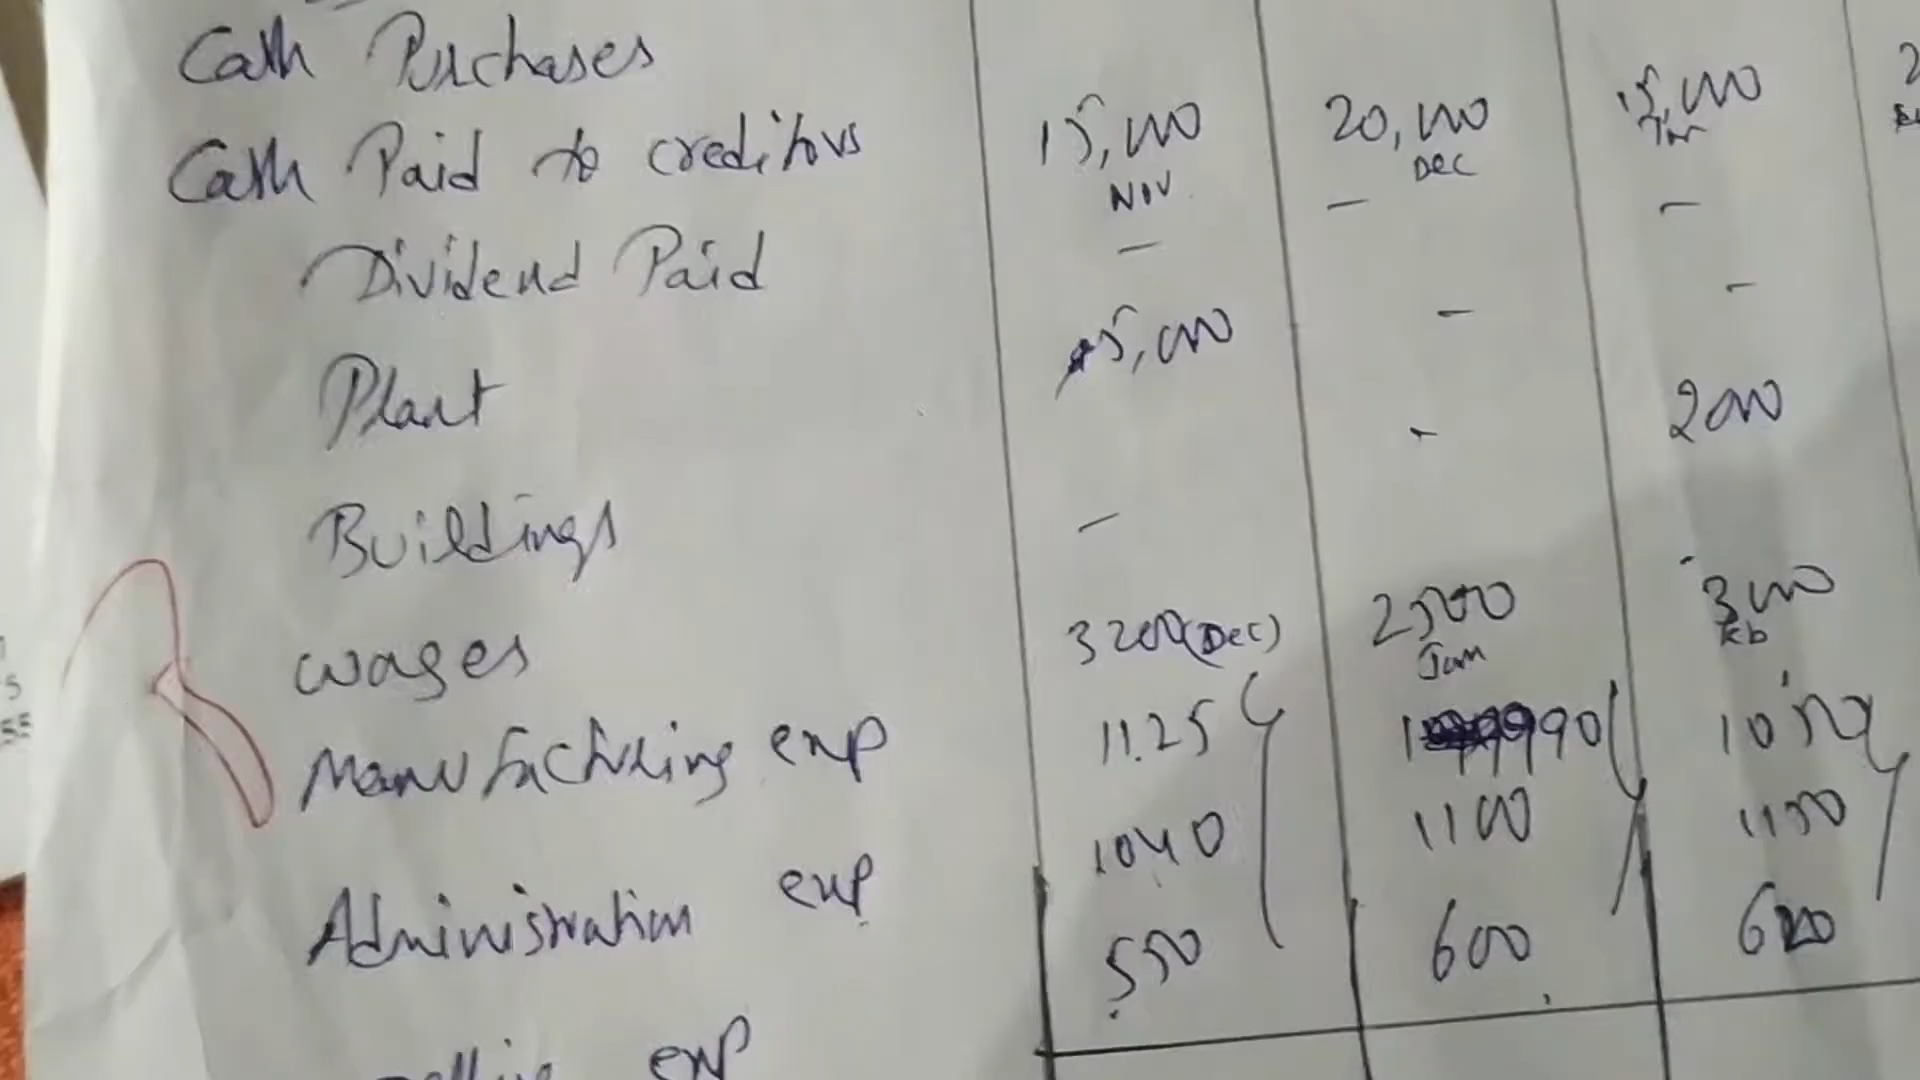 Cash Purchases
Cash Paid to creditors 15,000 20,000 15,000 2
Nov Dec Jan
Dividend Paid - - -
Plant 5,000 - -
Buildings - - 2000
wages 3200(Dec) 2500 3000
Jan Feb
Manufacturing exp 1125 990 1050
Administration exp 1040 1100 1150
exp 550 600 620